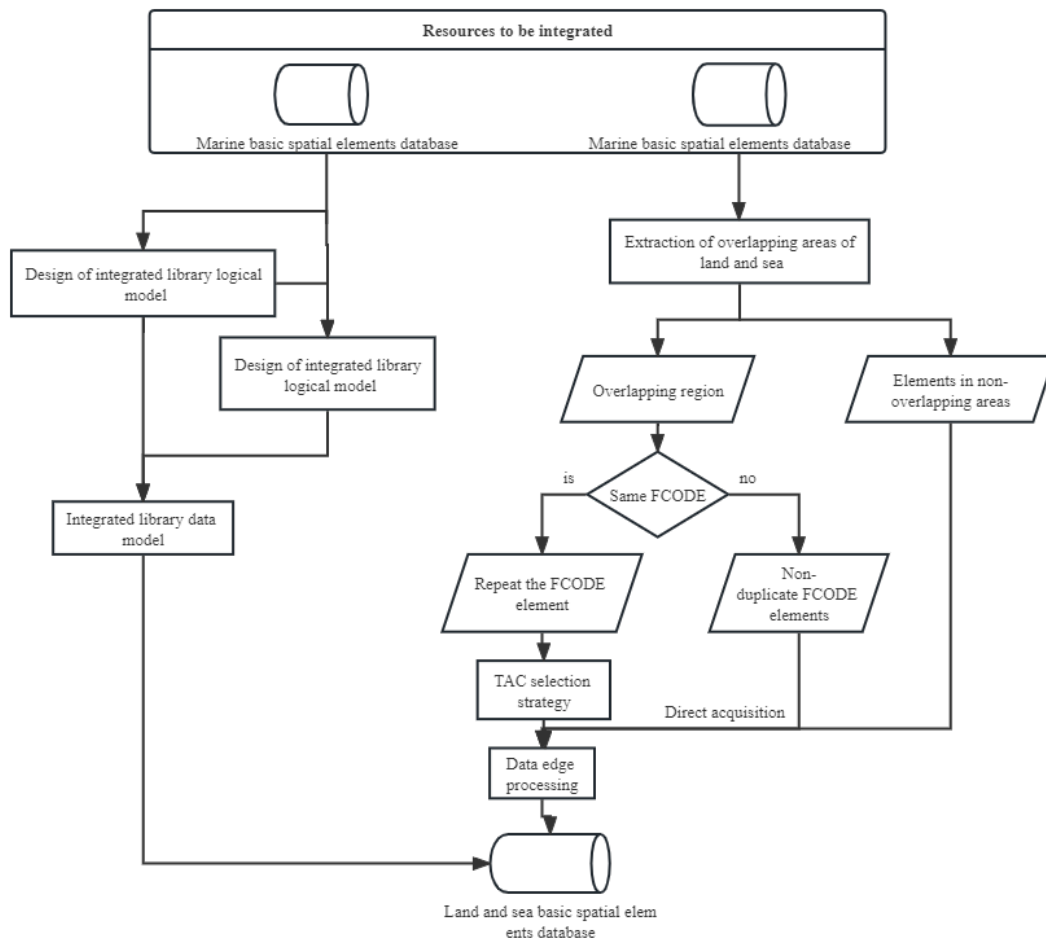 Resources to be integrated
Marine basic spatial elements database
Marine basic spatial elements database
Extraction of overlapping areas of
land and sea
Design of integrated library logical
model
Design of integrated library
logical model
Overlapping region
Elements in non-
overlapping areas
is
Same FCODE
no
Integrated library data
model
Repeat the FCODE
element
Non-
duplicate FCODE
elements
TAC selection
strategy
Direct acquisition
Data edge
processing
Land and sea basic spatial elem
ents database